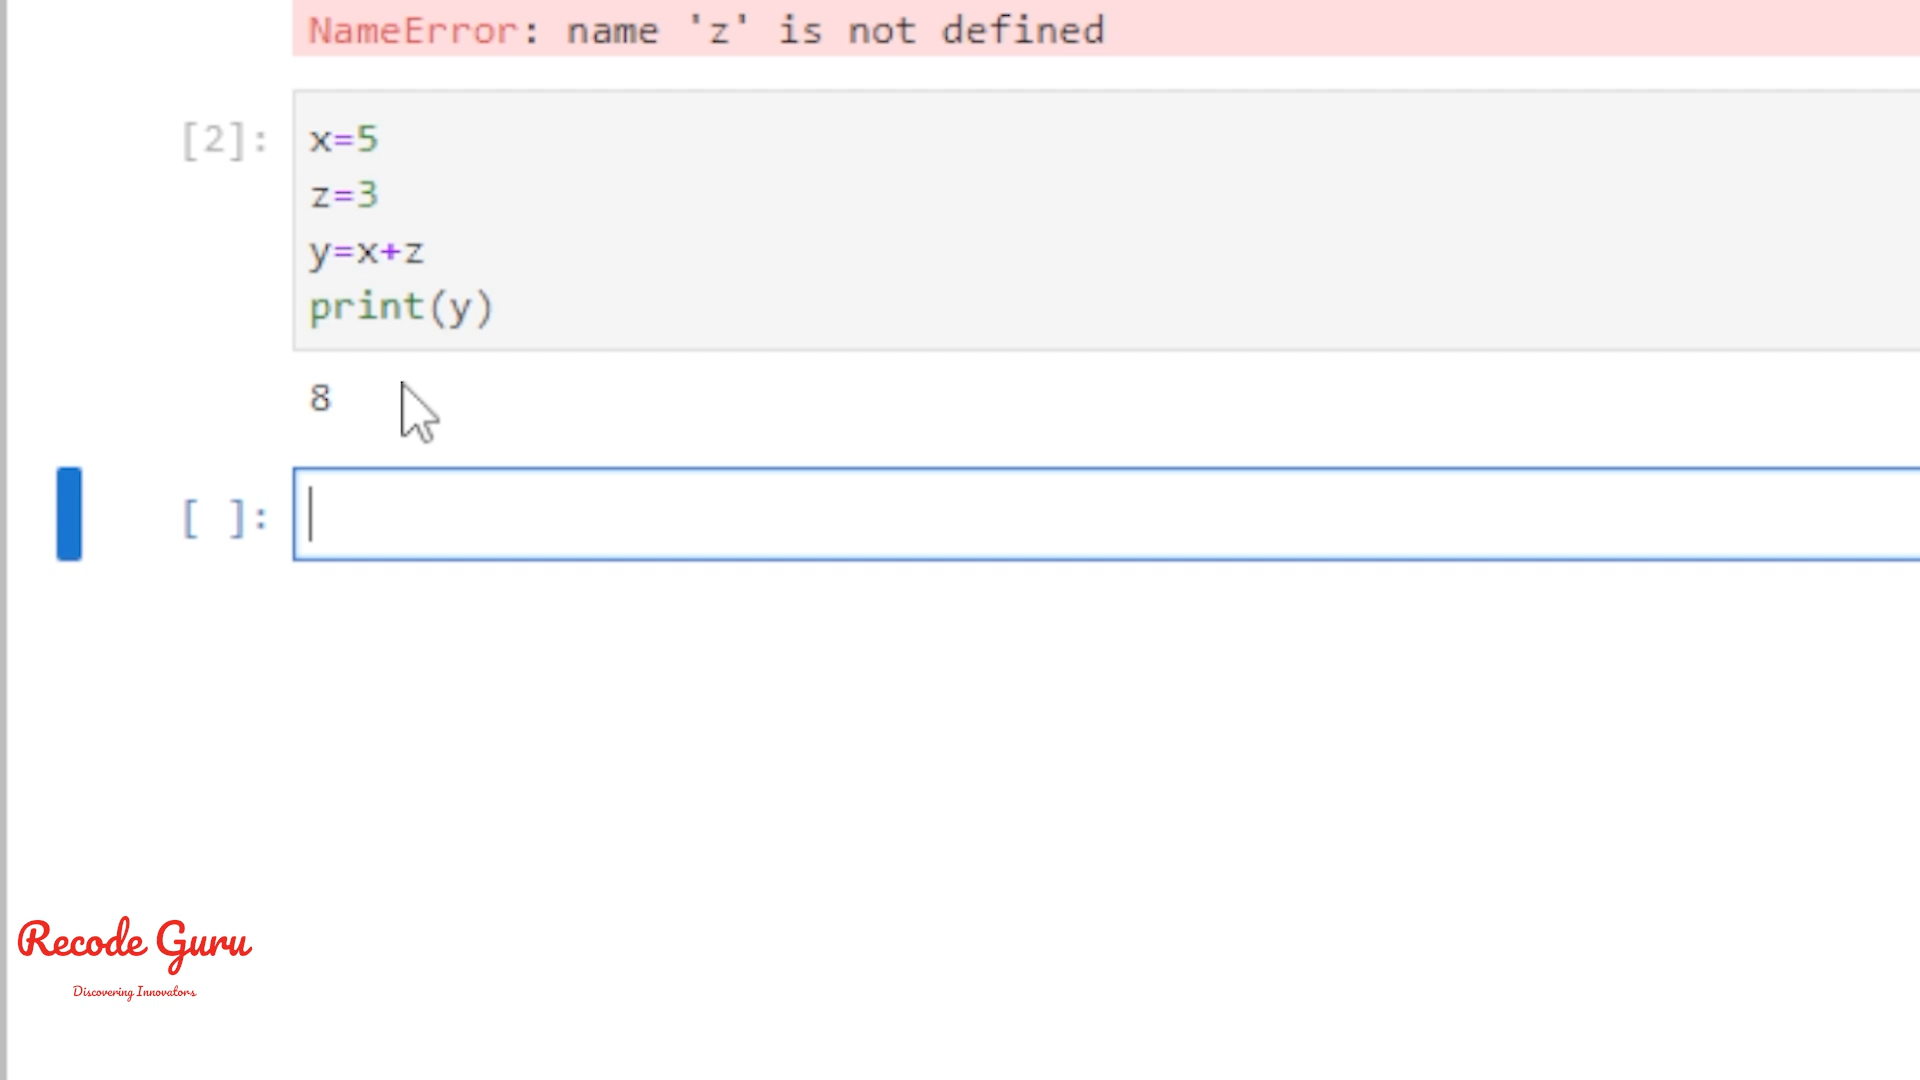 NameError: name 'z' is not defined
[2]:
x=5
z=3
y=x+z
print(y)
8
[ ]:
Recode Guru
Discovering Innovators